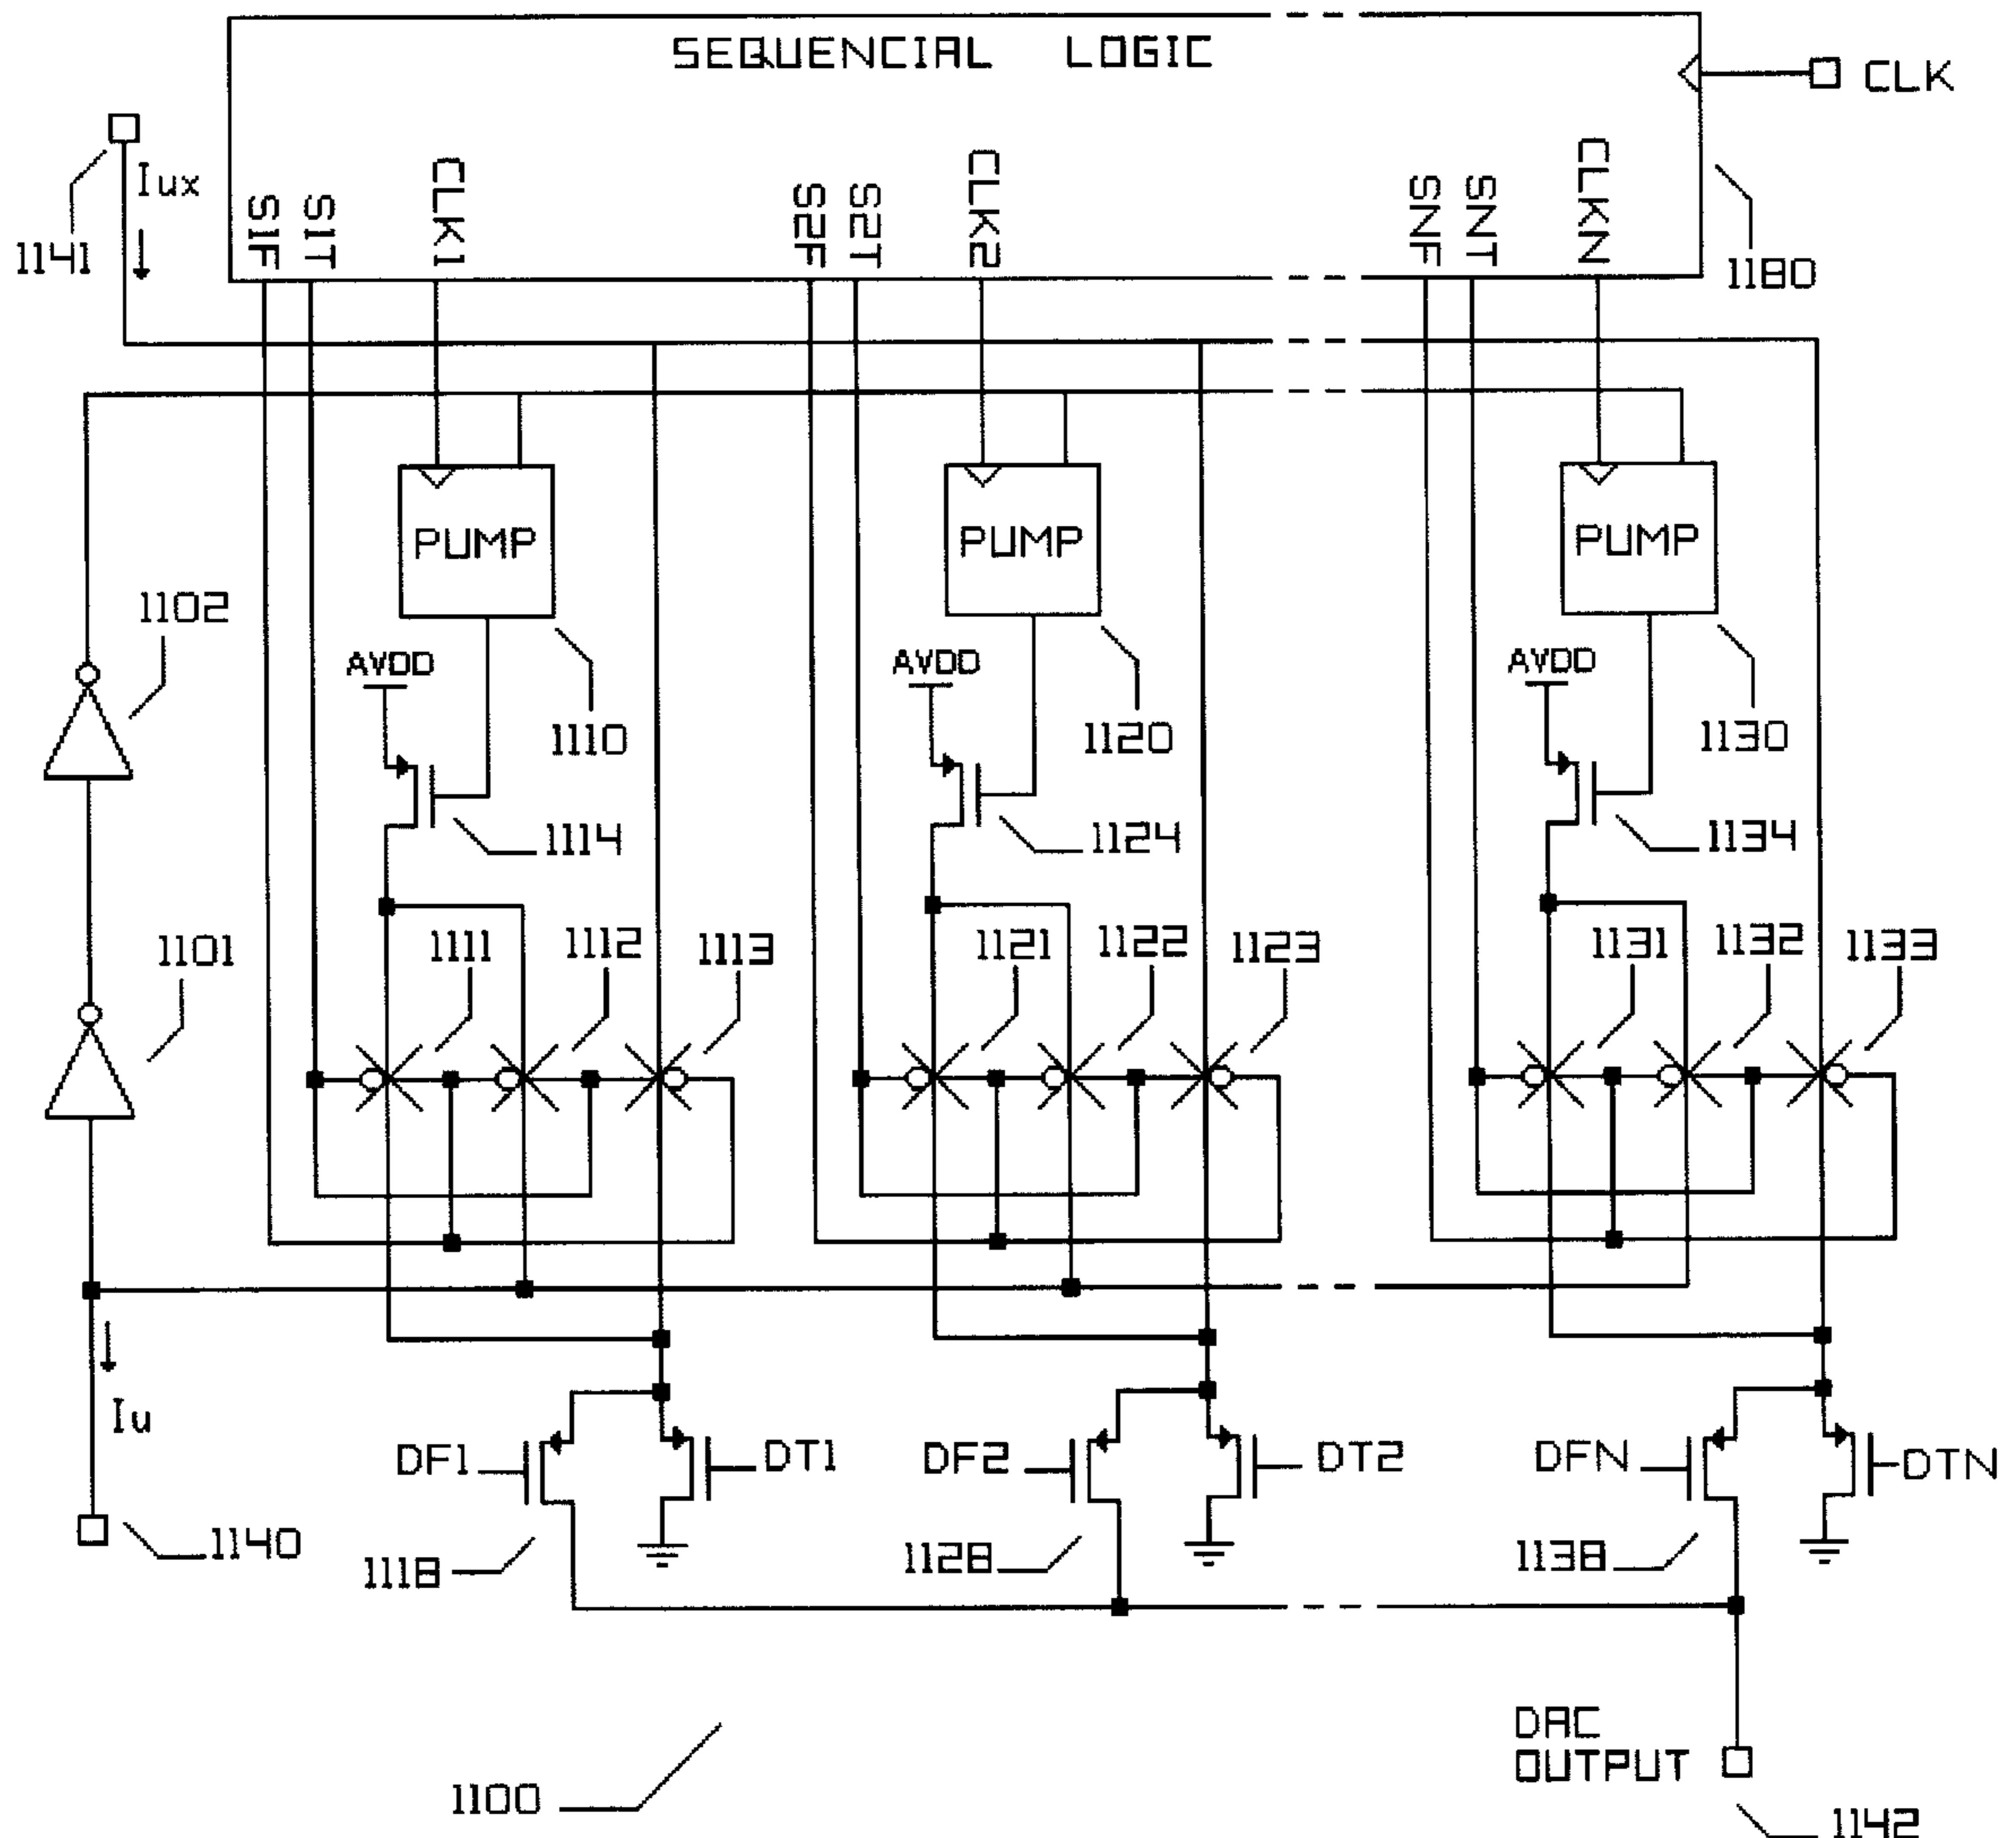 SEQUENCIAL LOGIC
CLK
Iux
1141
S1F
S1T
CLK1
S2F
S2T
CLK2
SNF
SNT
CLKN
1180
PUMP
PUMP
PUMP
1102
AVDD
AVDD
AVDD
1110
1120
1130
1114
1124
1134
1101
1111
1112
1113
1121
1122
1123
1131
1132
1133
Iu
DF1
DT1
DF2
DT2
DFN
DTN
1140
1118
1128
1138
DAC
OUTPUT
1100
1142